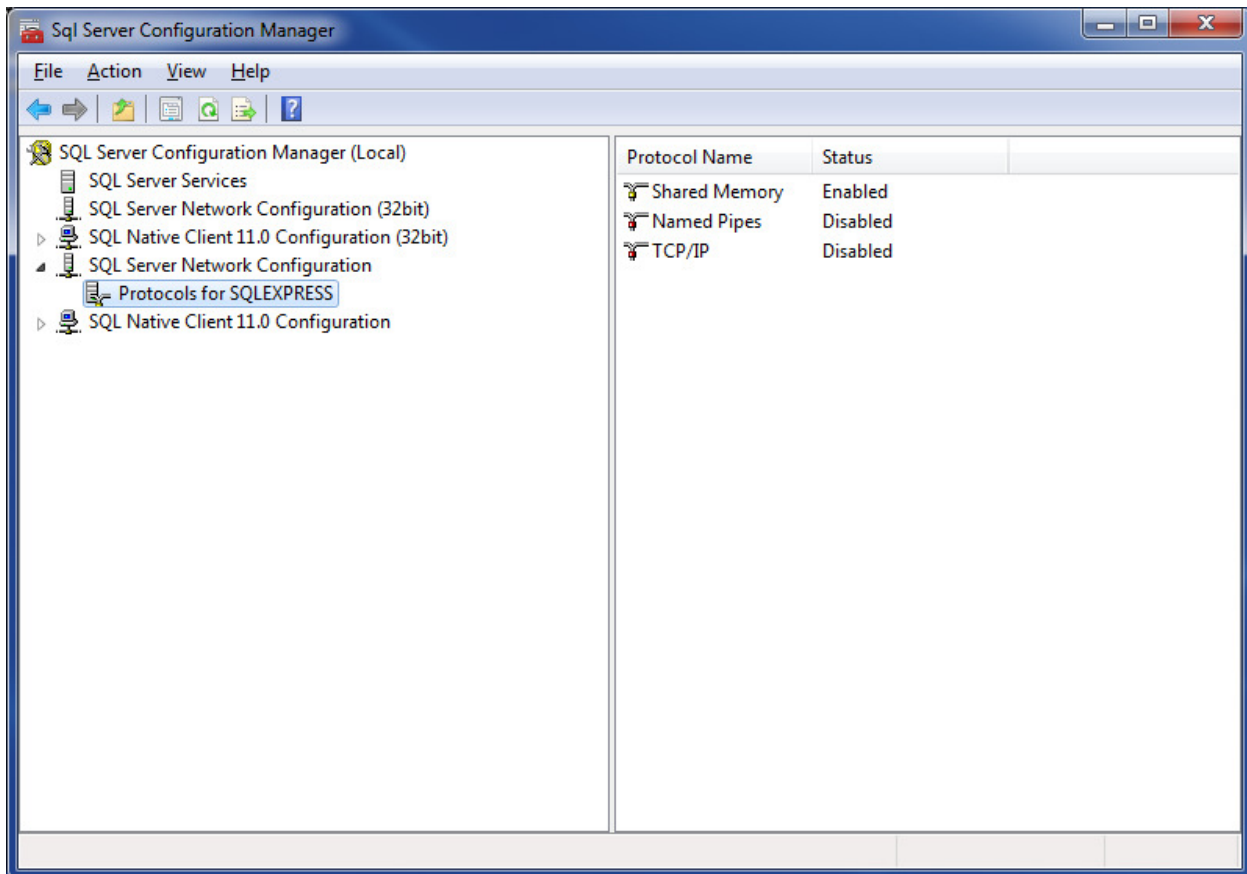 Sql Server Configuration Manager
File Action View Help
SQL Server Configuration Manager (Local)
SQL Server Services
SQL Server Network Configuration (32bit)
SQL Native Client 11.0 Configuration (32bit)
SQL Server Network Configuration
Protocols for SQLEXPRESS
SQL Native Client 11.0 Configuration
Protocol Name Status
Shared Memory Enabled
Named Pipes Disabled
TCP/IP Disabled